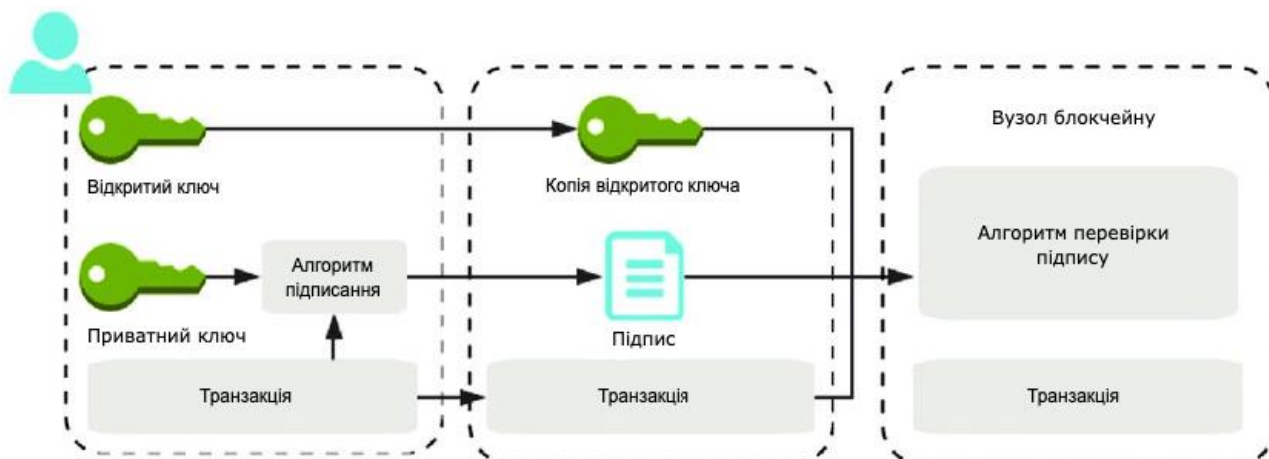 Відкритий ключ
Приватний ключ
Алгоритм
підписання
Транзакція
Копія відкритого ключа
Підпис
Транзакція
Вузол блокчейну
Алгоритм перевірки
підпису
Транзакція